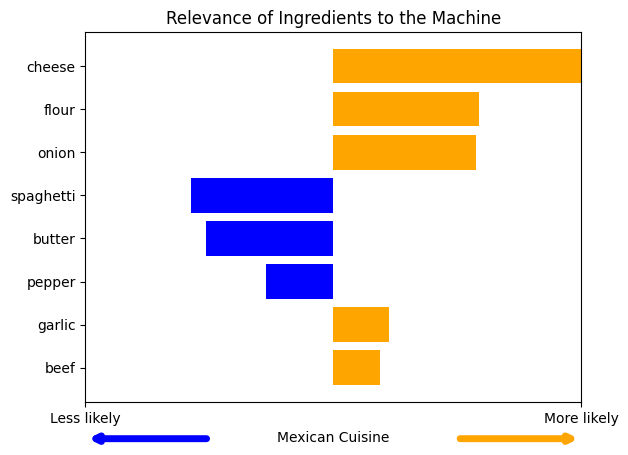 Relevance of Ingredients to the Machine
cheese
flour
onion
spaghetti
butter
pepper
garlic
beef
Less likely
More likely
Mexican Cuisine